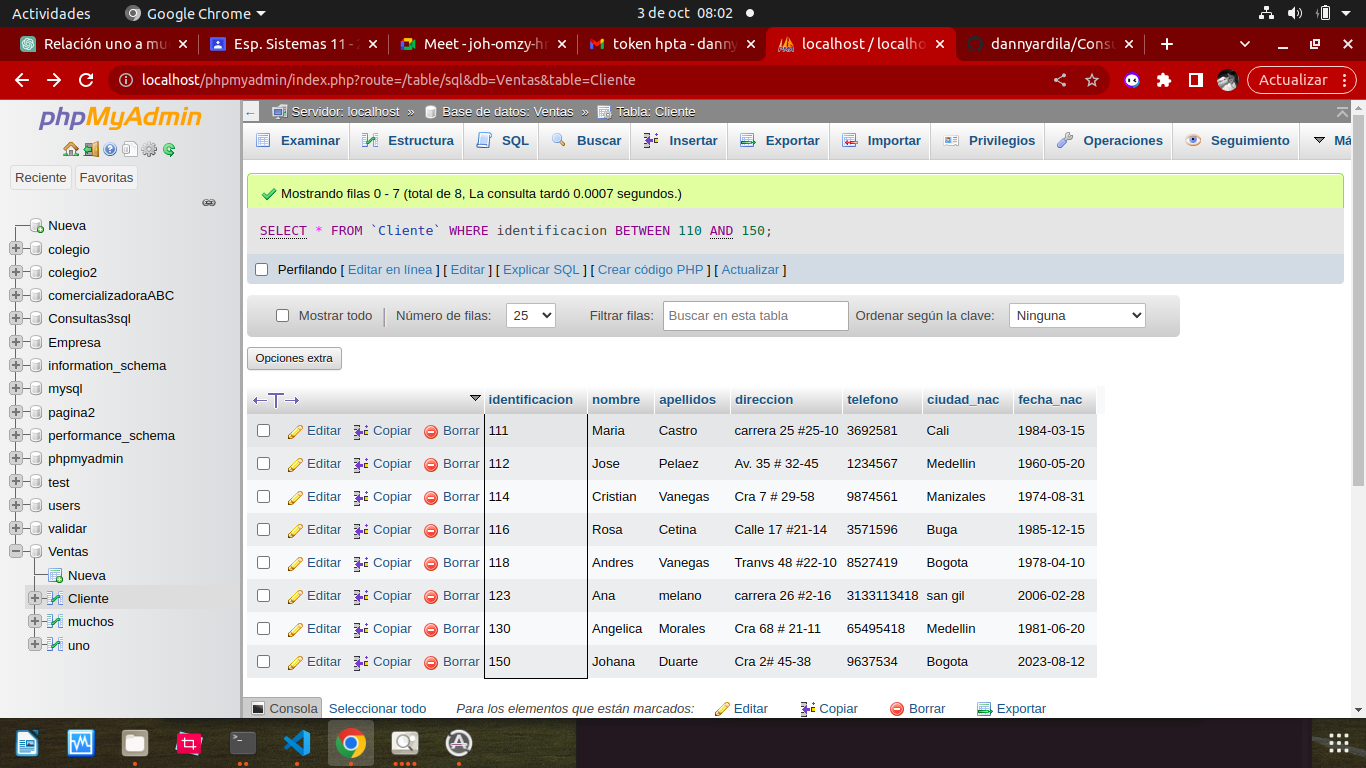 Actividades Google Chrome 3 de oct 08:02
Relación uno a mu Esp. Sistemas 11 - 2 Meet - joh-omzy-h token hpta - danny localhost / localho dannyardila/Consu
localhost/phpmyadmin/index.php?route=/table/sql&db=Ventas&table=Cliente Actualizar
phpMyAdmin
Reciente Favoritas
Nueva
colegio
colegio2
comercializadoraABC
Consultas3sql
Empresa
information_schema
mysql
pagina2
performance_schema
phpmyadmin
test
users
validar
Ventas
Nueva
Cliente
muchos
uno
Servidor: localhost » Base de datos: Ventas » Tabla: Cliente
Examinar Estructura SQL Buscar Insertar Exportar Importar Privilegios Operaciones Seguimiento Má
Mostrando filas 0 - 7 (total de 8, La consulta tardó 0.0007 segundos.)
SELECT * FROM `Cliente` WHERE identificacion BETWEEN 110 AND 150;
Perfilando [ Editar en línea ] [ Editar ] [ Explicar SQL ] [ Crear código PHP ] [ Actualizar ]
Mostrar todo Número de filas: 25 Filtrar filas: Buscar en esta tabla Ordenar según la clave: Ninguna
Opciones extra
←T→ identificacion nombre apellidos direccion telefono ciudad_nac fecha_nac
Editar Copiar Borrar 111 Maria Castro carrera 25 #25-10 3692581 Cali 1984-03-15
Editar Copiar Borrar 112 Jose Pelaez Av. 35 # 32-45 1234567 Medellin 1960-05-20
Editar Copiar Borrar 114 Cristian Vanegas Cra 7 # 29-58 9874561 Manizales 1974-08-31
Editar Copiar Borrar 116 Rosa Cetina Calle 17 #21-14 3571596 Buga 1985-12-15
Editar Copiar Borrar 118 Andres Vanegas Tranvs 48 #22-10 8527419 Bogota 1978-04-10
Editar Copiar Borrar 123 Ana melano carrera 26 #2-16 3133113418 san gil 2006-02-28
Editar Copiar Borrar 130 Angelica Morales Cra 68 # 21-11 65495418 Medellin 1981-06-20
Editar Copiar Borrar 150 Johana Duarte Cra 2# 45-38 9637534 Bogota 2023-08-12
Consola Seleccionar todo Para los elementos que están marcados: Editar Copiar Borrar Exportar